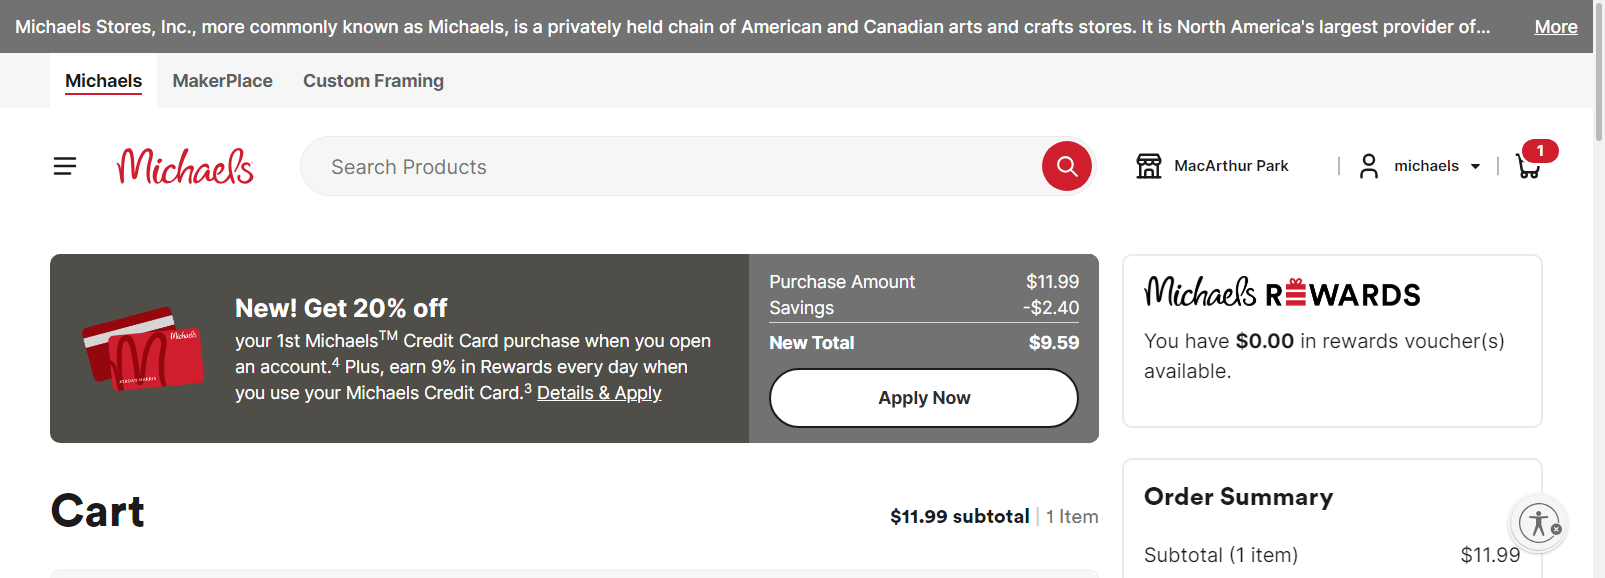 Michaels Stores, Inc., more commonly known as Michaels, is a privately held chain of American and Canadian arts and crafts stores. It is North America's largest provider of... More
Michaels MakerPlace Custom Framing
Michaels Search Products MacArthur Park michaels 1
New! Get 20% off
your 1st Michaels™ Credit Card purchase when you open
an account.4 Plus, earn 9% in Rewards every day when
you use your Michaels Credit Card.3 Details & Apply
Purchase Amount $11.99
Savings -$2.40
New Total $9.59
Apply Now
Michaels REWARDS
You have $0.00 in rewards voucher(s)
available.
Cart
$11.99 subtotal | 1 Item
Order Summary
Subtotal (1 item) $11.99